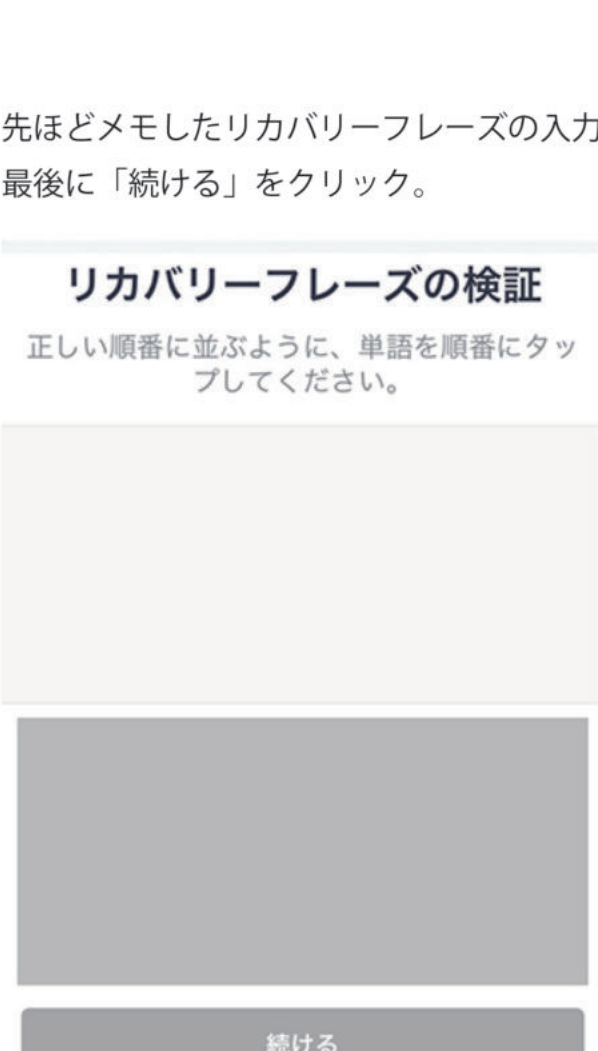 先ほどメモしたリカバリーフレーズの入力
最後に「続ける」をクリック。
リカバリーフレーズの検証
正しい順番に並ぶように、単語を順番にタッ
プしてください。
続ける